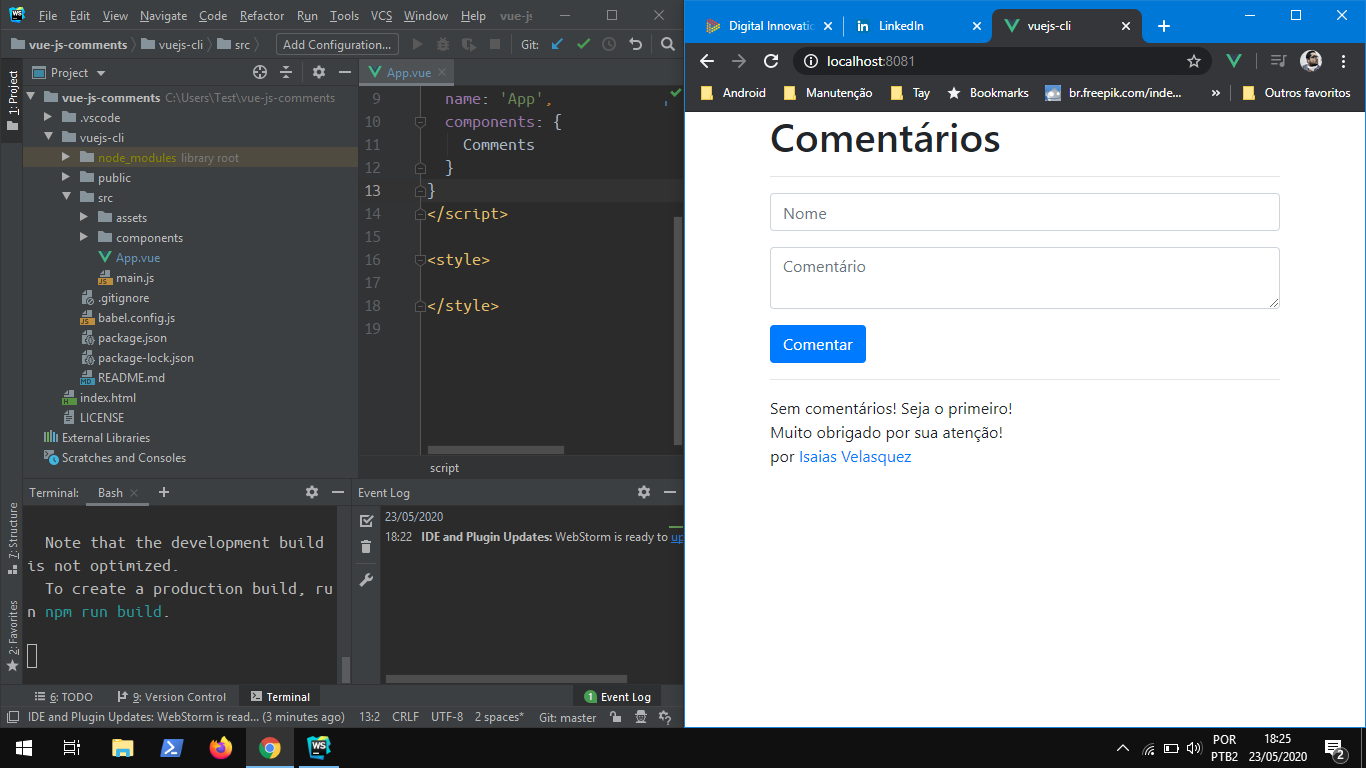 File Edit View Navigate Code Refactor Run Tools VCS Window Help vue-js
vue-js-comments vuejs-cli src Add Configuration... Git:
1: Project
Project
vue-js-comments C:\Users\Test\vue-js-comments
.vscode
vuejs-cli
node_modules library root
public
src
assets
components
App.vue
main.js
.gitignore
babel.config.js
package.json
package-lock.json
README.md
index.html
LICENSE
External Libraries
Scratches and Consoles
App.vue
9 name: 'App',
10 components: {
11 Comments
12 }
13 }
14 </script>
15
16 <style>
17
18 </style>
19
script
7: Structure
2: Favorites
Terminal: Bash
Note that the development build
is not optimized.
To create a production build, ru
n npm run build.
Event Log
23/05/2020
18:22 IDE and Plugin Updates: WebStorm is ready to up
6: TODO 9: Version Control Terminal 1 Event Log
IDE and Plugin Updates: WebStorm is read... (3 minutes ago) 13:2 CRLF UTF-8 2 spaces* Git: master
Digital Innovatio LinkedIn vuejs-cli
localhost:8081
Android Manutenção Tay Bookmarks br.freepik.com/inde... » Outros favoritos
Comentários
Nome
Comentário
Comentar
Sem comentários! Seja o primeiro!
Muito obrigado por sua atenção!
por Isaias Velasquez
WS
POR
PTB2
18:25
23/05/2020
2